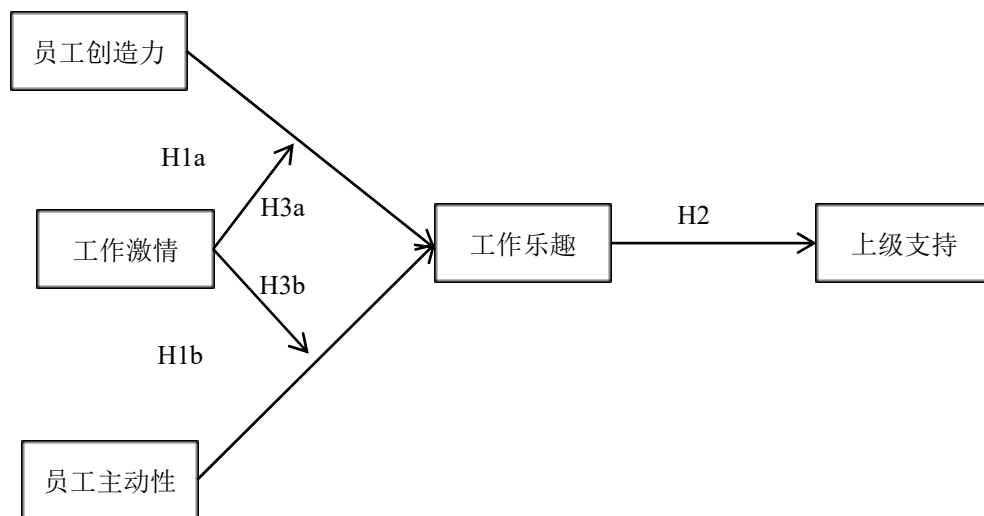 员工创造力
H1a
H3a
工作激情
H2
工作乐趣
上级支持
H3b
H1b
员工主动性